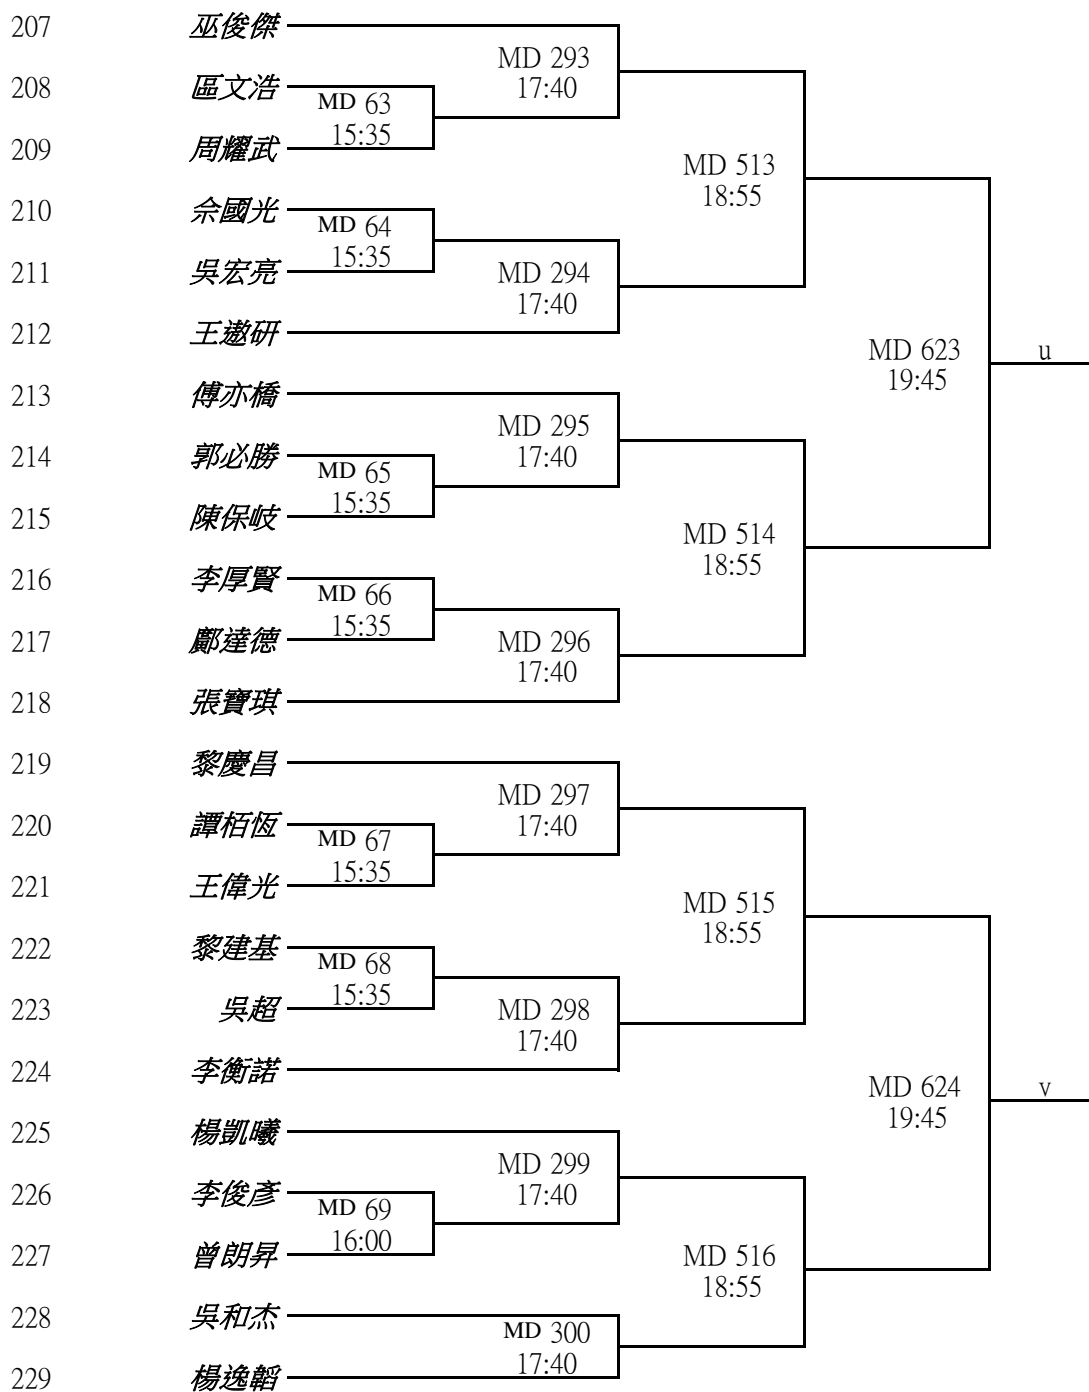 207 巫俊傑
MD 293
208 區文浩 17:40
MD 63
15:35
209 周耀武
MD 513
18:55
210 佘國光
MD 64
15:35
211 吳宏亮 MD 294
17:40
212 王遨研
MD 623 u
19:45
213 傅亦橋
MD 295
214 郭必勝 17:40
MD 65
15:35
215 陳保岐
MD 514
18:55
216 李厚賢
MD 66
15:35
217 鄺達德 MD 296
17:40
218 張寶琪
219 黎慶昌
MD 297
220 譚栢恆 17:40
MD 67
15:35
221 王偉光
MD 515
18:55
222 黎建基
MD 68
15:35
223 吳超 MD 298
17:40
224 李衡諾
MD 624 v
19:45
225 楊凱曦
MD 299
226 李俊彥 17:40
MD 69
16:00
227 曾朗昇
MD 516
18:55
228 吳和杰
MD 300
17:40
229 楊逸韜